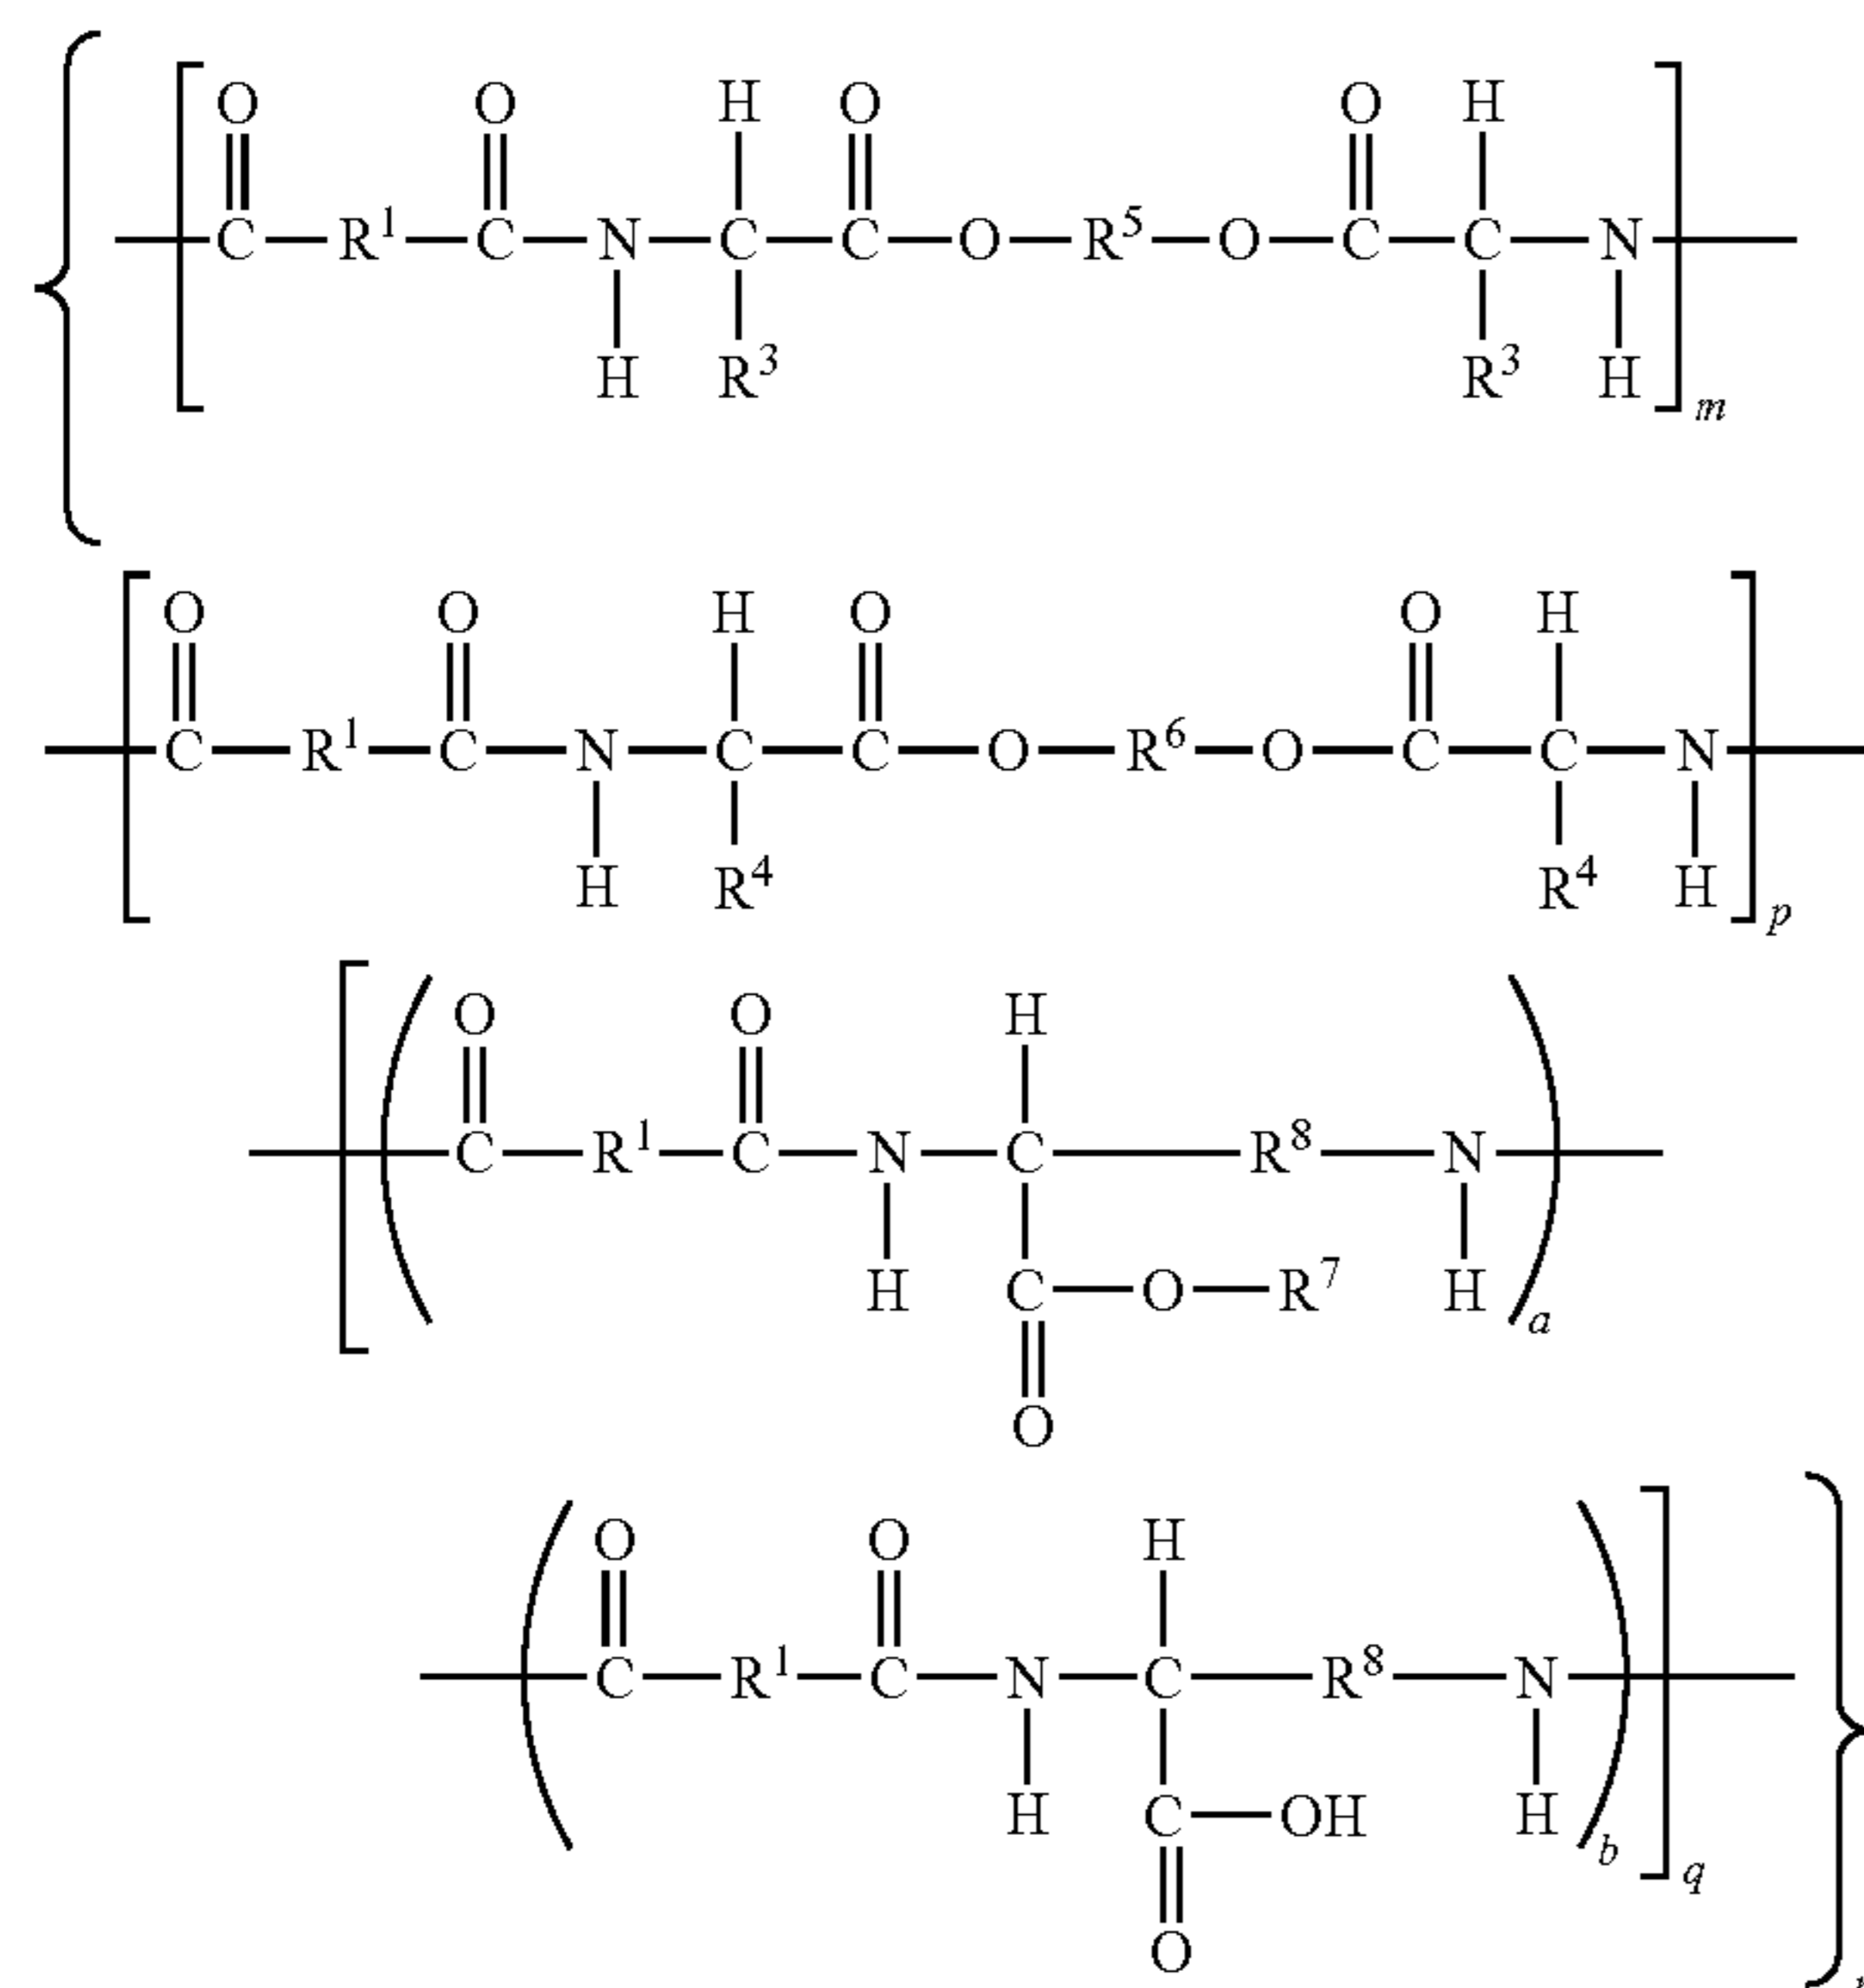 O O H O O H
C R¹ C N C C O R⁵ O C C N
H R³ R³ H
m
O O H O O H
C R¹ C N C C O R⁶ O C C N
H R⁴ R⁴ H
p
O O H
C R¹ C N C R⁸ N
H C O R⁷ H
a
O
O O H
C R¹ C N C R⁸ N
H C OH H
b
q
O